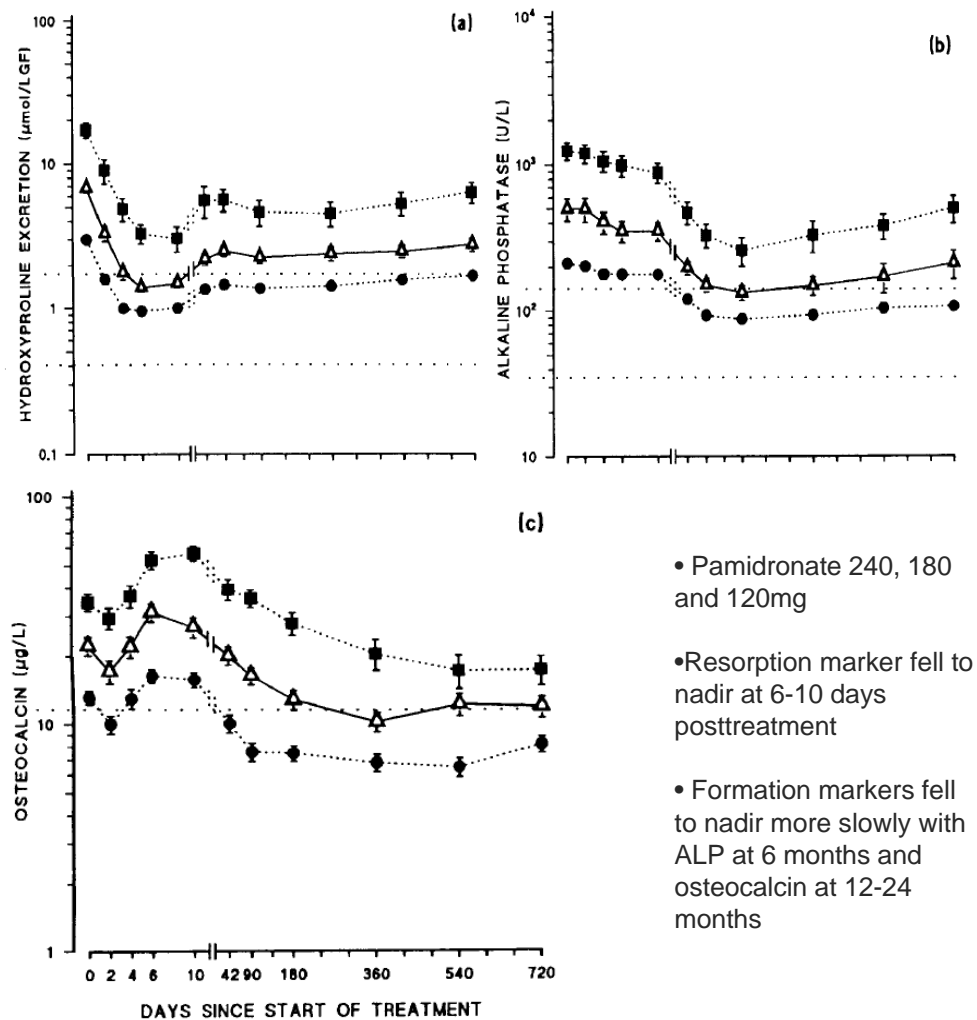 100
10
1
0.1
HYDROXYPROLINE EXCRETION (µmol/LGF)
(a)
10⁴
10³
10²
10
ALKALINE PHOSPHATASE (U/L)
(b)
100
10
1
OSTEOCALCIN (µg/L)
(c)
0 2 4 6 10 42 90 180 360 540 720
DAYS SINCE START OF TREATMENT
• Pamidronate 240, 180
and 120mg
•Resorption marker fell to
nadir at 6-10 days
posttreatment
• Formation markers fell
to nadir more slowly with
ALP at 6 months and
osteocalcin at 12-24
months